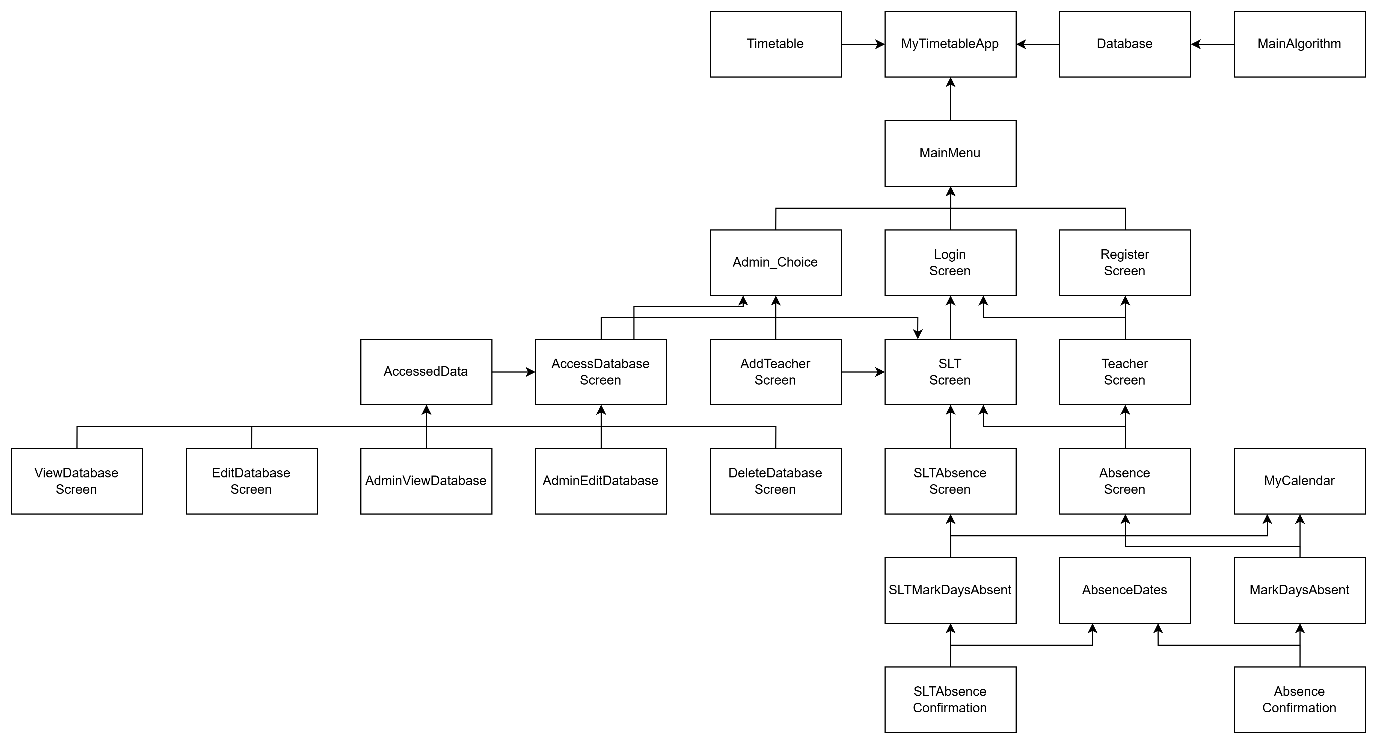 Timetable
MyTimetableApp
Database
MainAlgorithm
MainMenu
Admin_Choice
Login
Screen
Register
Screen
AccessedData
AccessDatabase
Screen
AddTeacher
Screen
SLT
Screen
Teacher
Screen
ViewDatabase
Screen
EditDatabase
Screen
AdminViewDatabase
AdminEditDatabase
DeleteDatabase
Screen
SLTAbsence
Screen
Absence
Screen
MyCalendar
SLTMarkDaysAbsent
AbsenceDates
MarkDaysAbsent
SLTAbsence
Confirmation
Absence
Confirmation